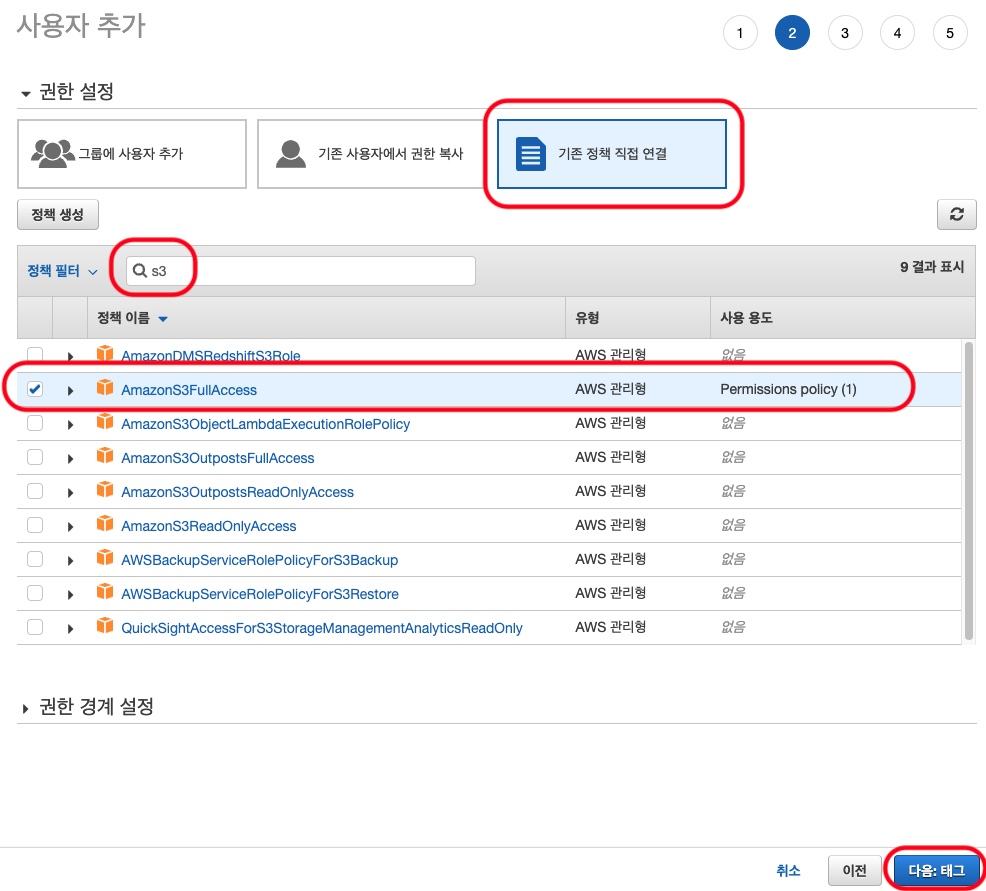 사용자 추가
1 2 3 4 5
권한 설정
그룹에 사용자 추가
기존 사용자에서 권한 복사
기존 정책 직접 연결
정책 생성
정책 필터 s3 9 결과 표시
정책 이름 유형 사용 용도
AmazonDMSRedshiftS3Role AWS 관리형 없음
AmazonS3FullAccess AWS 관리형 Permissions policy (1)
AmazonS3ObjectLambdaExecutionRolePolicy AWS 관리형 없음
AmazonS3OutpostsFullAccess AWS 관리형 없음
AmazonS3OutpostsReadOnlyAccess AWS 관리형 없음
AmazonS3ReadOnlyAccess AWS 관리형 없음
AWSBackupServiceRolePolicyForS3Backup AWS 관리형 없음
AWSBackupServiceRolePolicyForS3Restore AWS 관리형 없음
QuickSightAccessForS3StorageManagementAnalyticsReadOnly AWS 관리형 없음
권한 경계 설정
취소 이전 다음: 태그